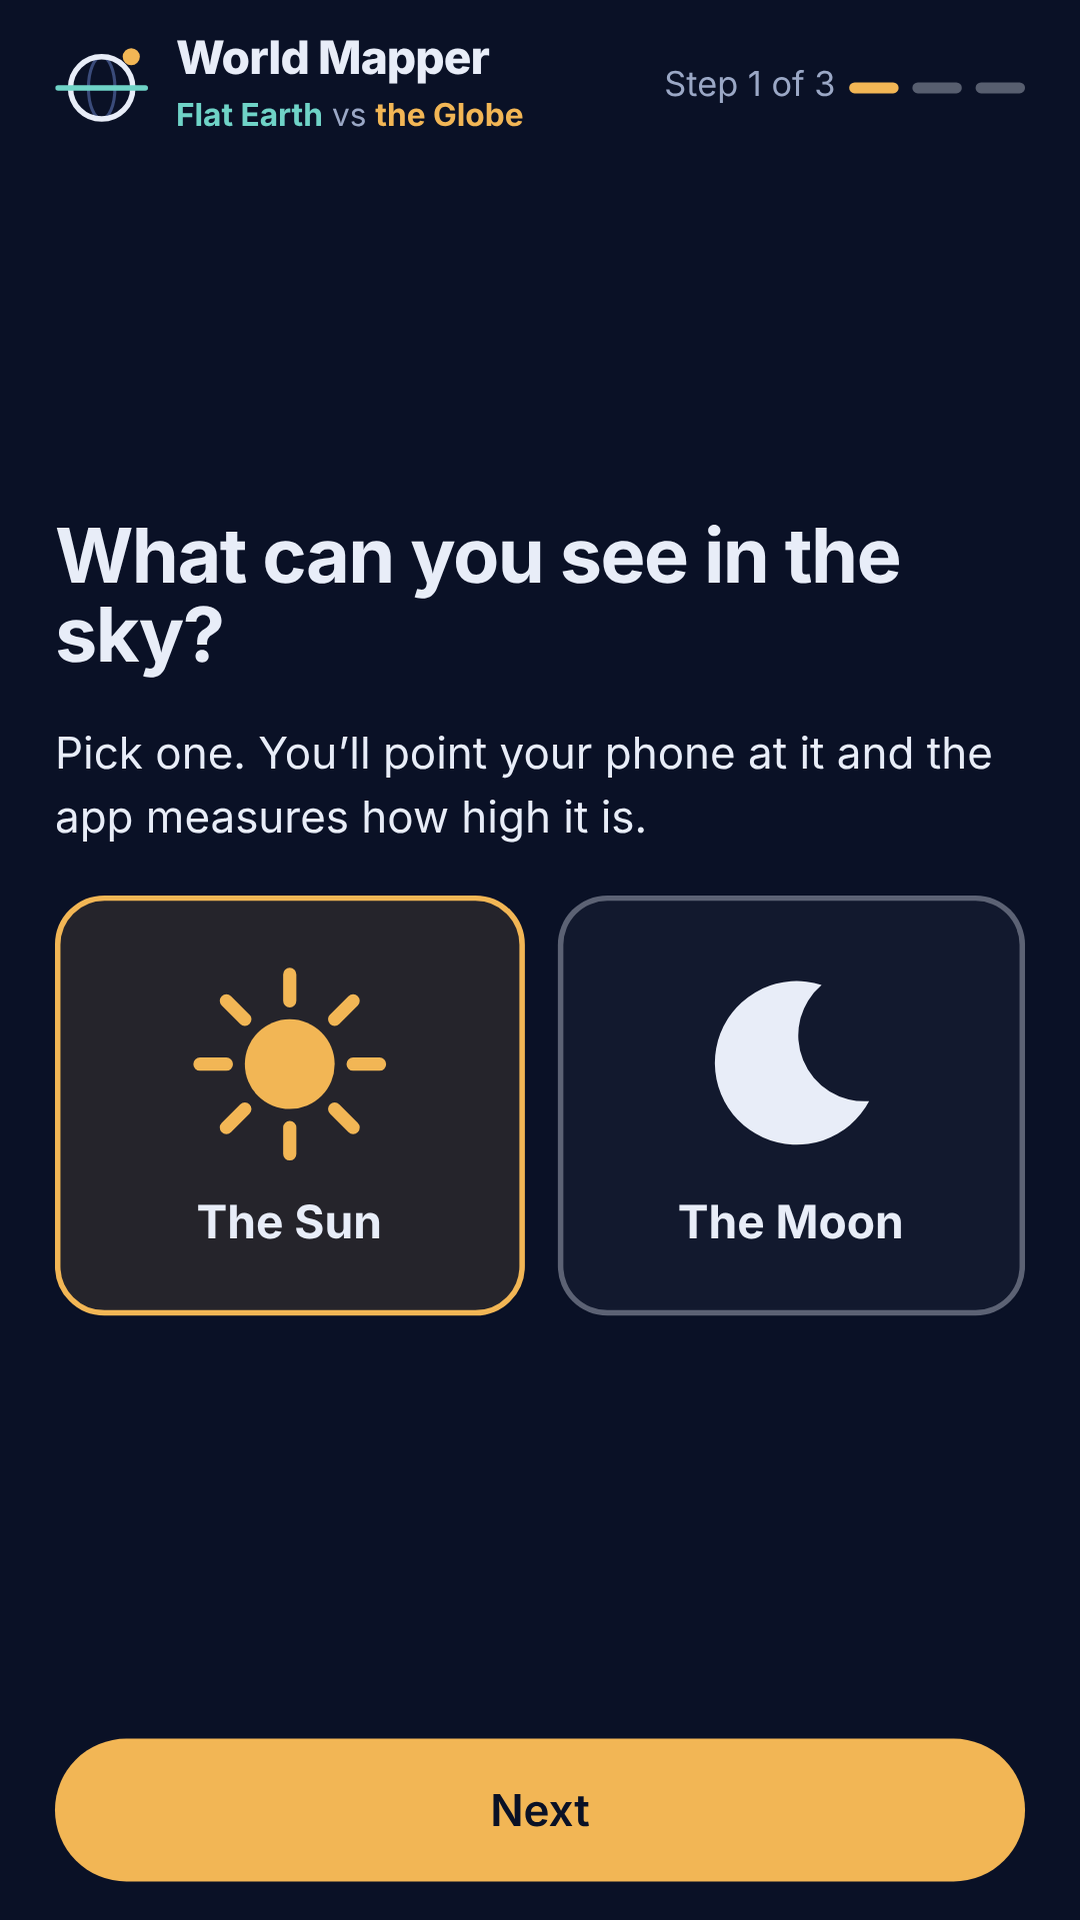 World Mapper
Flat Earth vs the Globe
Step 1 of 3
What can you see in the
sky?
Pick one. You’ll point your phone at it and the
app measures how high it is.
The Sun
The Moon
Next